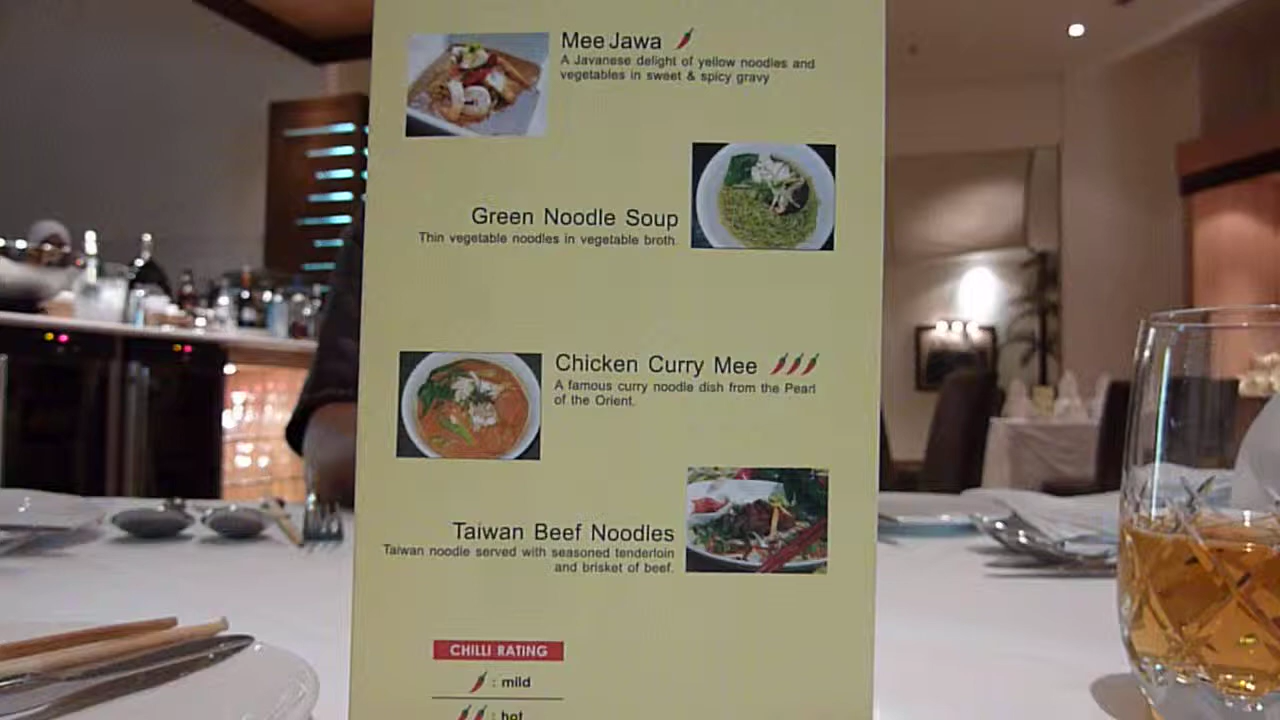 Mee Jawa
A Javanese delight of yellow noodles and
vegetables in sweet & spicy gravy
Green Noodle Soup
Thin vegetable noodles in vegetable broth.
Chicken Curry Mee
A famous curry noodle dish from the Pearl
of the Orient.
Taiwan Beef Noodles
Taiwan noodle served with seasoned tenderloin
and brisket of beef.
CHILLI RATING
: mild
: hot